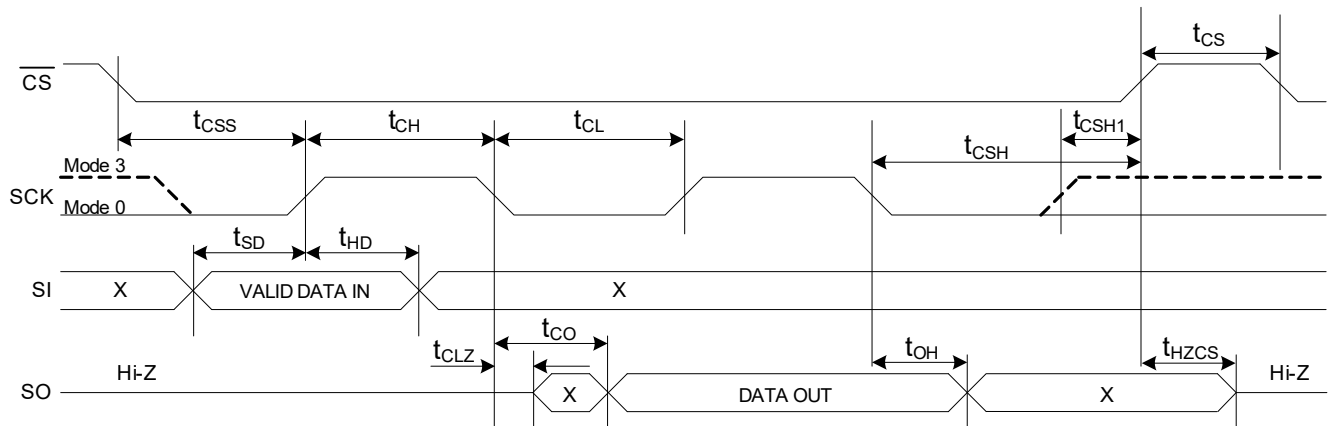 tCS
CS
tCSS
tCH
tCL
tCSH1
tCSH
Mode 3
SCK
Mode 0
tSD
tHD
SI
X
VALID DATA IN
X
tCO
tCLZ
tOH
tHZCS
Hi-Z
Hi-Z
SO
X
DATA OUT
X